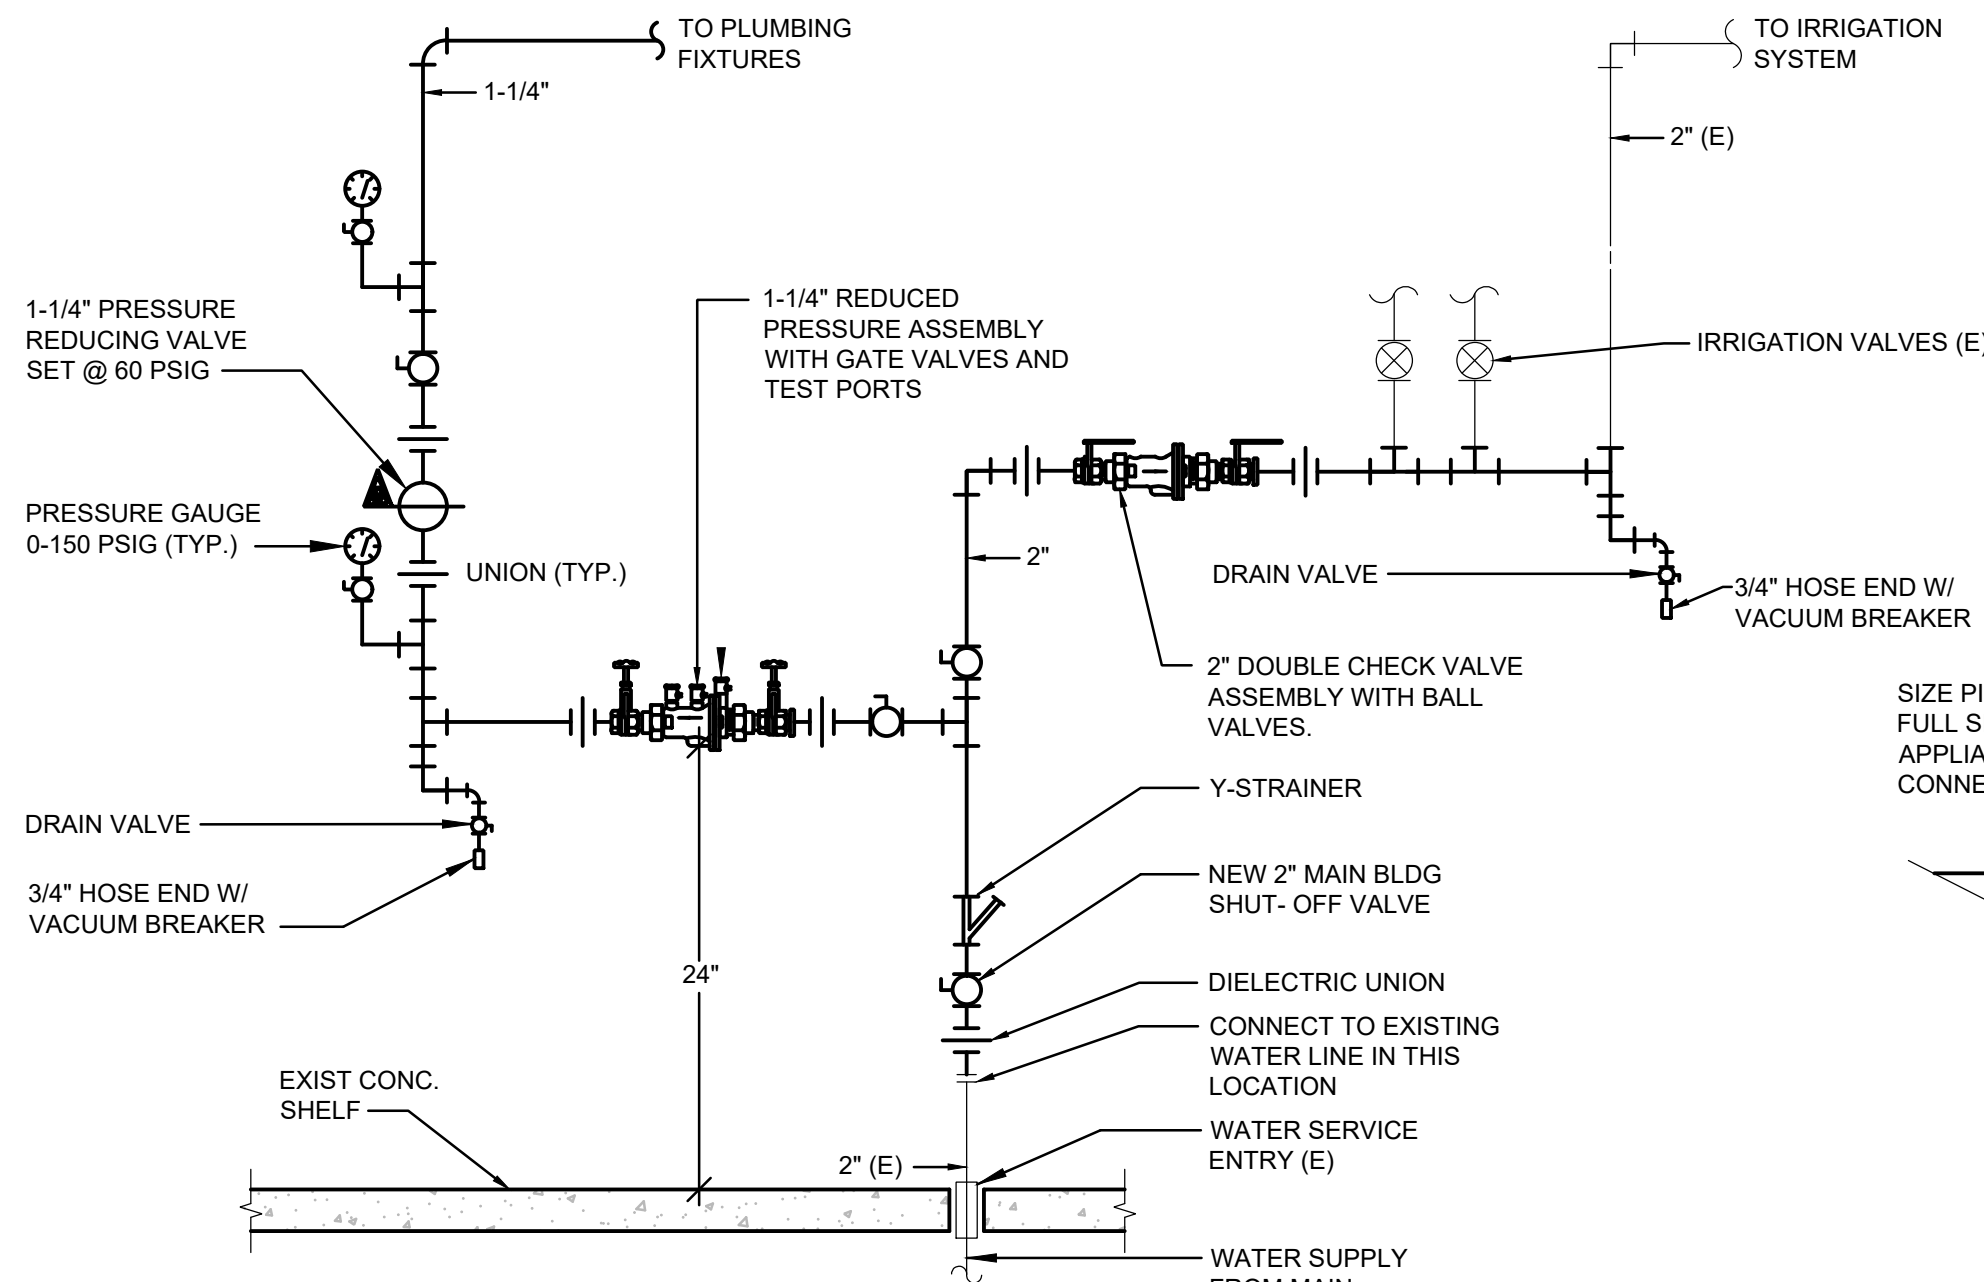 TO PLUMBING
FIXTURES
1-1/4"
TO IRRIGATION
SYSTEM
2" (E)
1-1/4" PRESSURE
REDUCING VALVE
SET @ 60 PSIG
1-1/4" REDUCED
PRESSURE ASSEMBLY
WITH GATE VALVES AND
TEST PORTS
IRRIGATION VALVES (E)
PRESSURE GAUGE
0-150 PSIG (TYP.)
UNION (TYP.)
2"
DRAIN VALVE
3/4" HOSE END W/
VACUUM BREAKER
2" DOUBLE CHECK VALVE
ASSEMBLY WITH BALL
VALVES.
SIZE
FULL
Y-STRAINER
DRAIN VALVE
3/4" HOSE END W/
VACUUM BREAKER
NEW 2" MAIN BLDG
SHUT- OFF VALVE
24"
DIELECTRIC UNION
CONNECT TO EXISTING
WATER LINE IN THIS
LOCATION
EXIST CONC.
SHELF
WATER SERVICE
ENTRY (E)
2" (E)
WATER SUPPLY
FROM MAIN